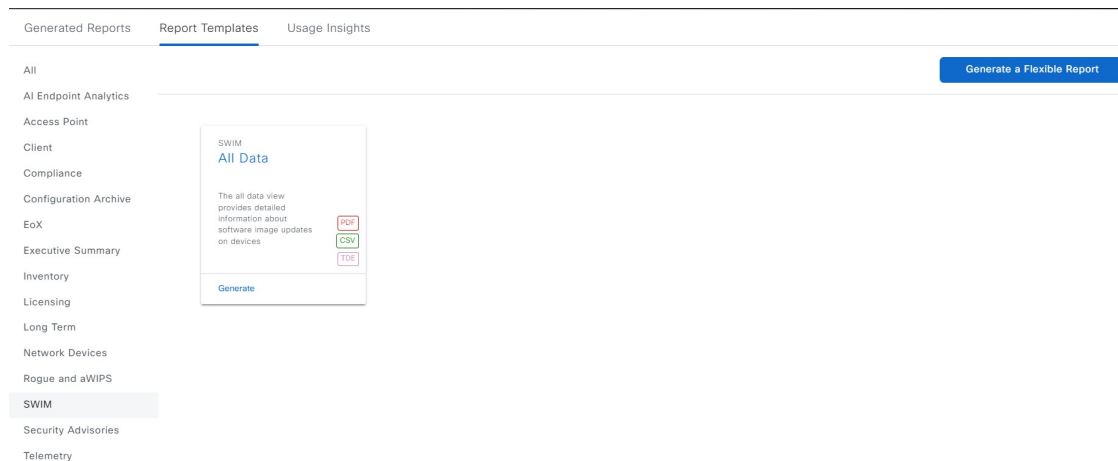 Generated Reports
Report Templates
Usage Insights
Generate a Flexible Report
All
AI Endpoint Analytics
Access Point
Client
Compliance
Configuration Archive
EoX
Executive Summary
Inventory
Licensing
Long Term
Network Devices
Rogue and aWIPS
SWIM
Security Advisories
Telemetry
SWIM
All Data
The all data view
provides detailed
information about
software image updates
on devices
PDF
CSV
TDE
Generate